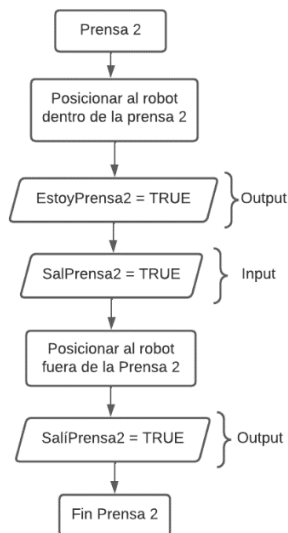 Prensa 2
Posicionar al robot
dentro de la prensa 2
EstoyPrensa2 = TRUE
Output
SalPrensa2 = TRUE
Input
Posicionar al robot
fuera de la Prensa 2
SalíPrensa2 = TRUE
Output
Fin Prensa 2